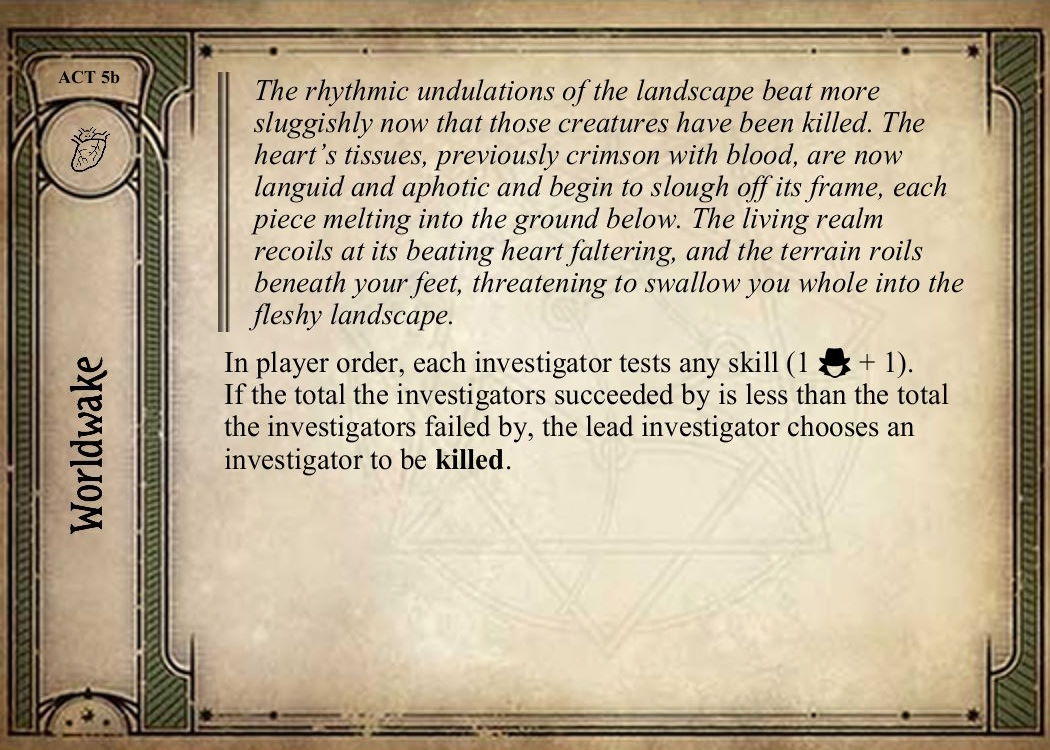 ACT 5b
Worldwake
The rhythmic undulations of the landscape beat more
sluggishly now that those creatures have been killed. The
heart’s tissues, previously crimson with blood, are now
languid and aphotic and begin to slough off its frame, each
piece melting into the ground below. The living realm
recoils at its beating heart faltering, and the terrain roils
beneath your feet, threatening to swallow you whole into the
fleshy landscape.
In player order, each investigator tests any skill (1 + 1).
If the total the investigators succeeded by is less than the total
the investigators failed by, the lead investigator chooses an
investigator to be killed.